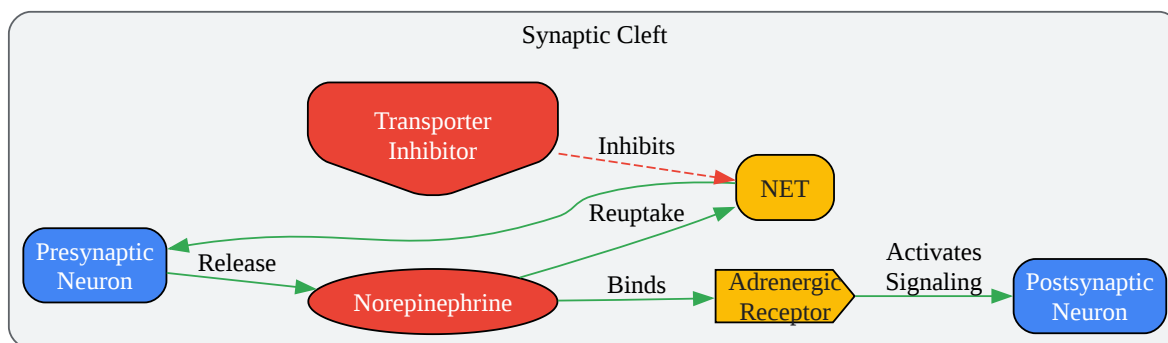 Synaptic Cleft
Transporter
Inhibitor
Inhibits
NET
Reuptake
Presynaptic
Neuron
Release
Norepinephrine
Binds
Adrenergic
Receptor
Activates
Signaling
Postsynaptic
Neuron